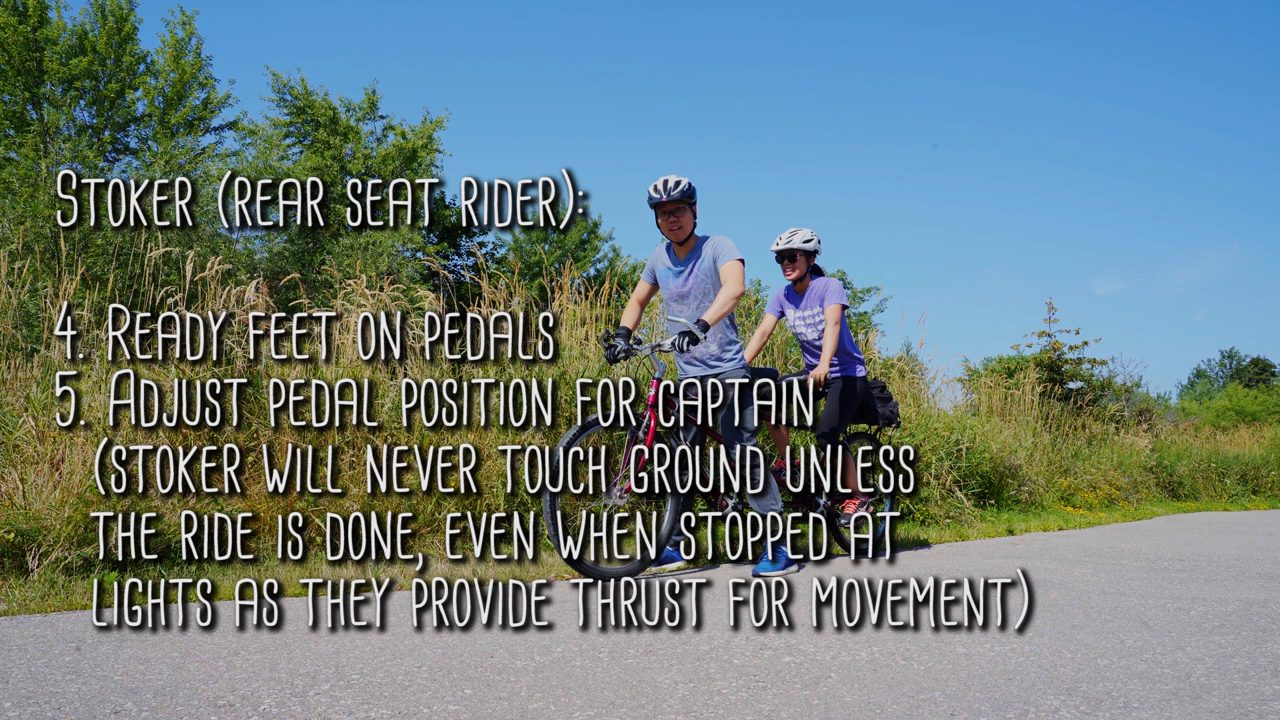 Stoker (rear seat rider):
4. Ready feet on pedals
5. Adjust pedal position for captain
(stoker will never touch ground unless
the ride is done, even when stopped at
lights as they provide thrust for movement)